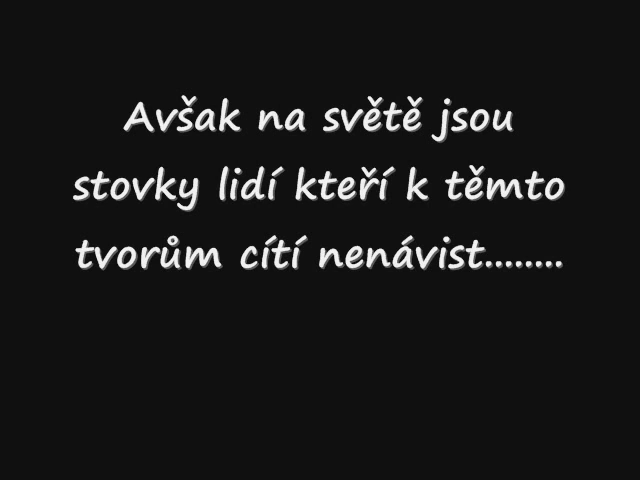 Avšak na světě jsou
stovky lidí kteří k těmto
tvorům cítí nenávist........